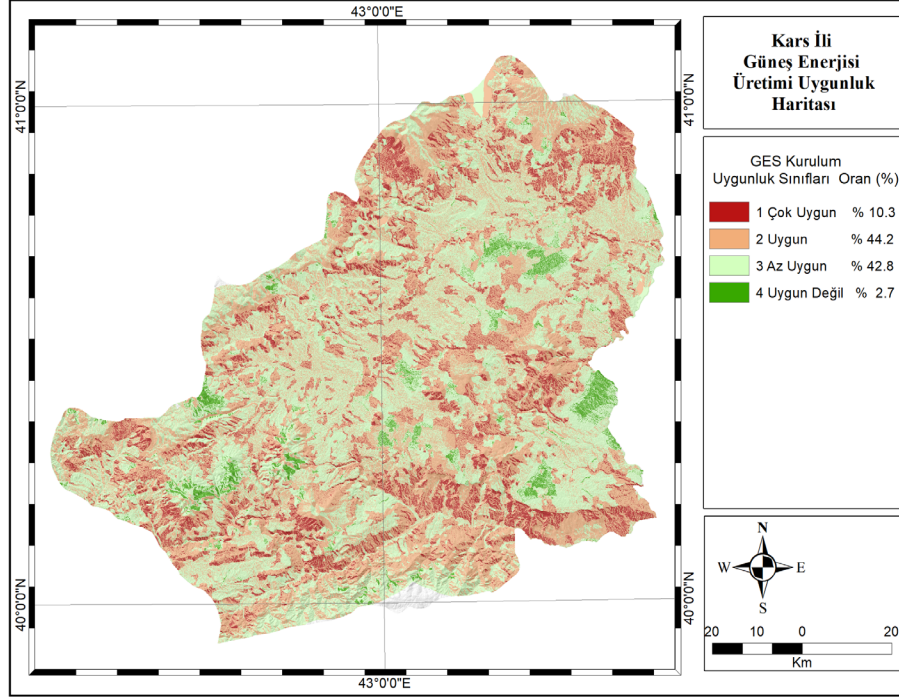 43°0'0"E
41°0'0"N
41°0'0"N
40°0'0"N
40°0'0"N
43°0'0"E
Kars İli
Güneş Enerjisi
Üretimi Uygunluk
Haritası
GES Kurulum
Uygunluk Sınıfları Oran (%)
1 Çok Uygun % 10.3
2 Uygun % 44.2
3 Az Uygun % 42.8
4 Uygun Değil % 2.7
N
W E
S
20 10 0 20
Km